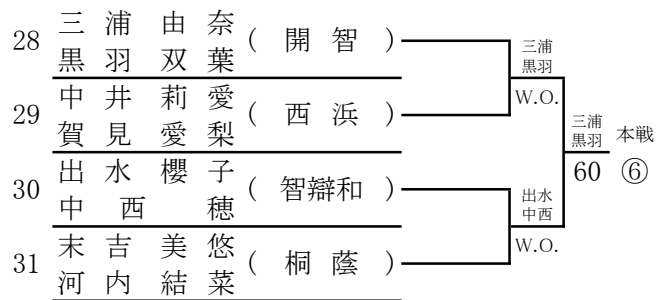 28 三浦由奈 (開智)
黒羽双葉
三浦
黒羽
W.O.
29 中井莉愛 (西浜)
賀見愛梨
三浦
黒羽
60
本戦
⑥
30 出水櫻子 (智辯和)
中西穂
出水
中西
W.O.
31 末吉美悠 (桐蔭)
河内結菜